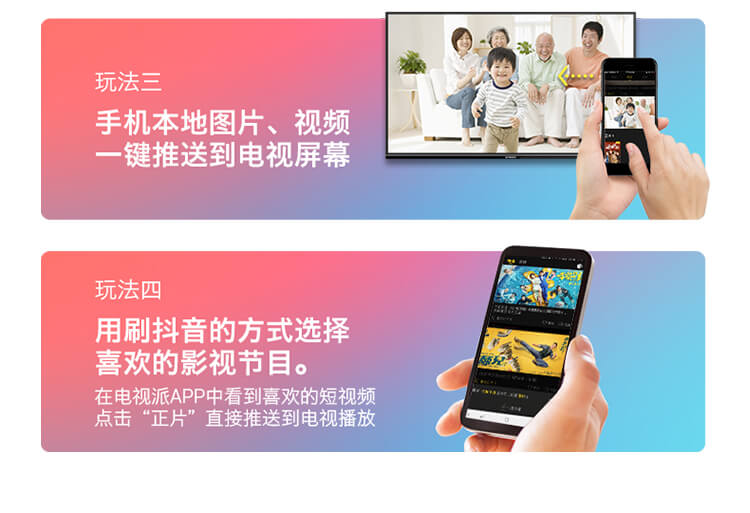 玩法三
手机本地图片、视频
一键推送到电视屏幕
玩法四
用刷抖音的方式选择
喜欢的影视节目。
在电视派APP中看到喜欢的短视频
点击“正片”直接推送到电视播放